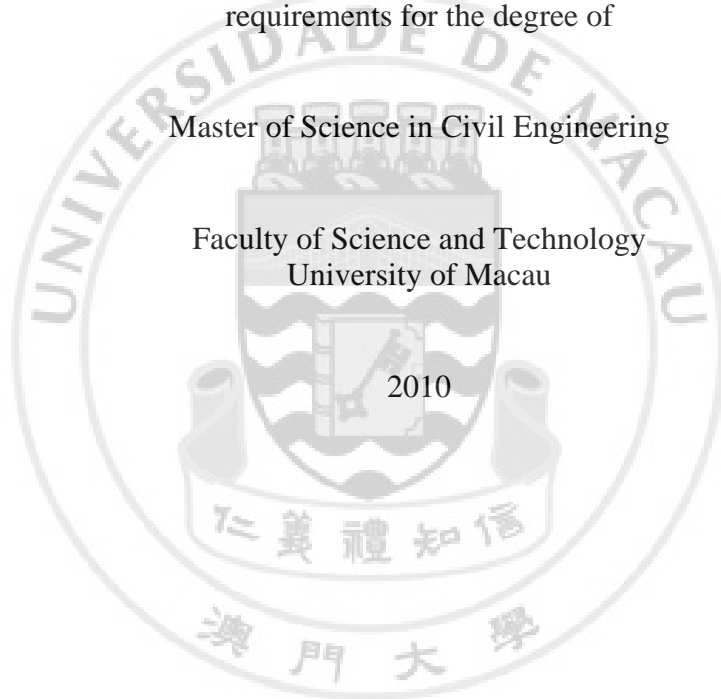 requirements for the degree of
Master of Science in Civil Engineering
Faculty of Science and Technology
University of Macau
2010
UNIVERSIDADE DE MACAU
仁義禮知信
澳門大學